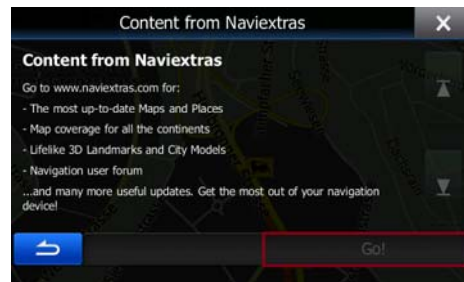 Content from Naviextras
X
Content from Naviextras
Go to www.naviextras.com for:
- The most up-to-date Maps and Places
- Map coverage for all the continents
- Lifelike 3D Landmarks and City Models
- Navigation user forum
...and many more useful updates. Get the most out of your navigation
device!
Go!